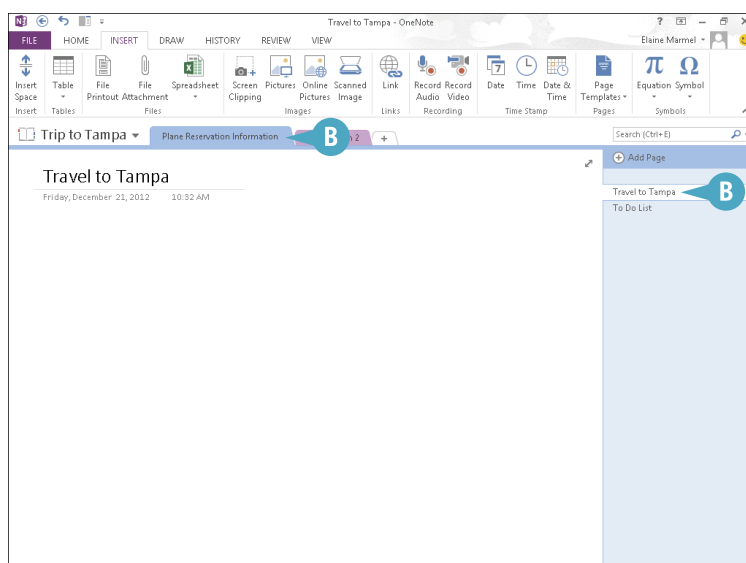 Travel to Tampa - OneNote
?
FILE HOME INSERT DRAW HISTORY REVIEW VIEW Elaine Marmel
Insert Space Table File Printout File Attachment Spreadsheet Screen Clipping Pictures Online Pictures Scanned Image Link Record Audio Record Video Date Time Date & Time Page Templates Equation Symbol
7 π Ω
Insert Tables Files Images Links Recording Time Stamp Pages Symbols
Trip to Tampa Plane Reservation Information B 2 + Search (Ctrl+E)
Add Page
Travel to Tampa
Friday, December 21, 2012 10:32 AM
Travel to Tampa B
To Do List